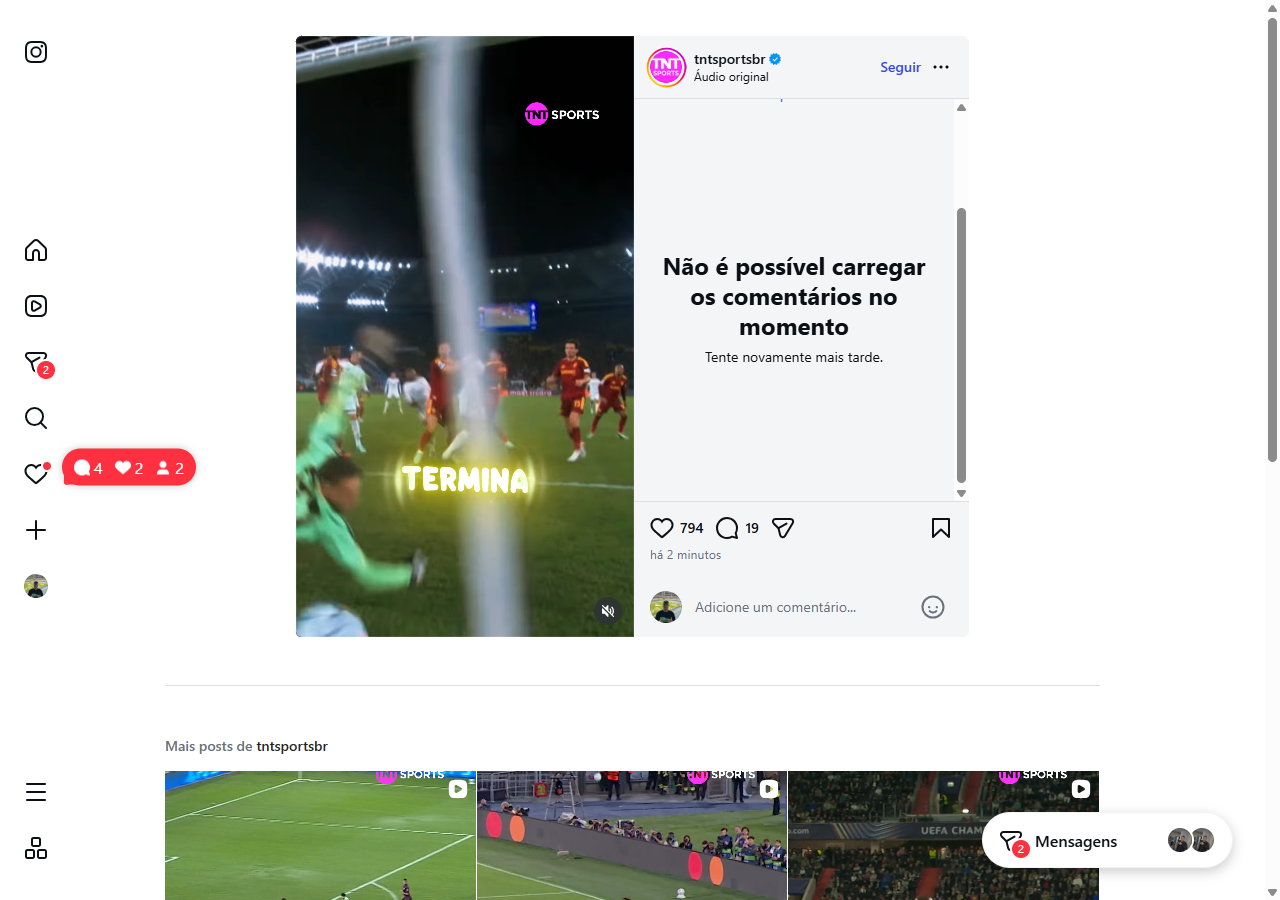 TNT SPORTS
TERMINA
TNT
SPORTS
tntsportsbr
Áudio original
Seguir
Não é possível carregar
os comentários no
momento
Tente novamente mais tarde.
794
19
há 2 minutos
Adicione um comentário...
2
4 2 2
Mais posts de tntsportsbr
TNT SPORTS
TNT SPORTS
TNT SPORTS
UEFA CHAM
2
Mensagens